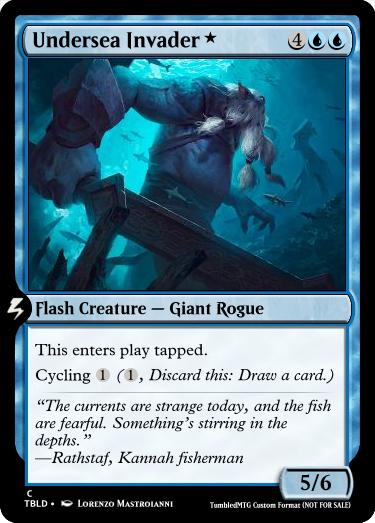 Undersea Invader ★ 4
Flash Creature — Giant Rogue
This enters play tapped.
Cycling 1 (1, Discard this: Draw a card.)
“The currents are strange today, and the fish
are fearful. Something’s stirring in the
depths.”
—Rathstaf, Kannah fisherman
5/6
C
TBLD • Lorenzo Mastroianni
TumbledMTG Custom Format (NOT FOR SALE)